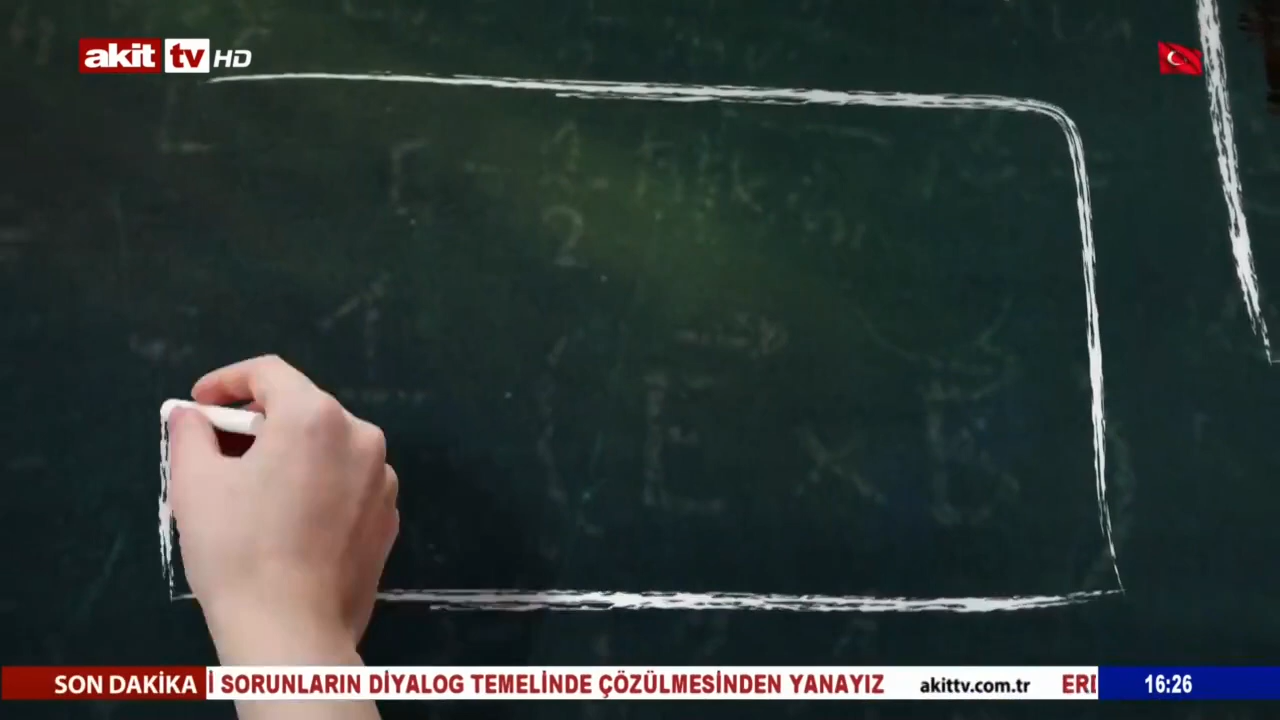 akit tv HD
SON DAKİKA İ SORUNLARIN DİYALOG TEMELİNDE ÇÖZÜLMESİNDEN YANAYIZ akittv.com.tr 16:26